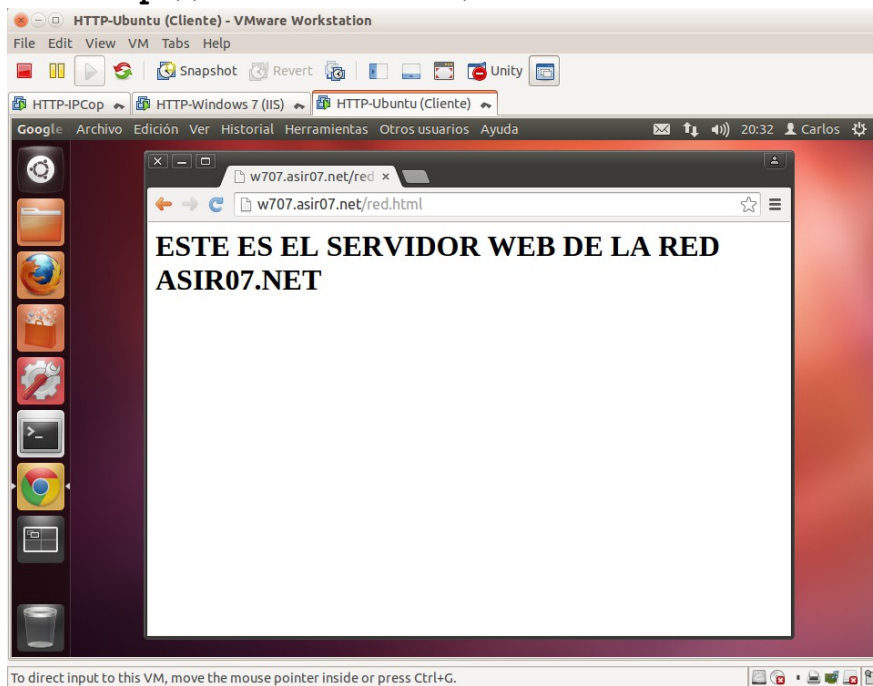 HTTP-Ubuntu (Cliente) - VMware Workstation
File Edit View VM Tabs Help
Snapshot Revert Unity
HTTP-IPCop HTTP-Windows 7 (IIS) HTTP-Ubuntu (Cliente)
Google Archivo Edición Ver Historial Herramientas Otros usuarios Ayuda 20:32 Carlos
w707.asir07.net/red
w707.asir07.net/red.html
ESTE ES EL SERVIDOR WEB DE LA RED
ASIR07.NET
To direct input to this VM, move the mouse pointer inside or press Ctrl+G.